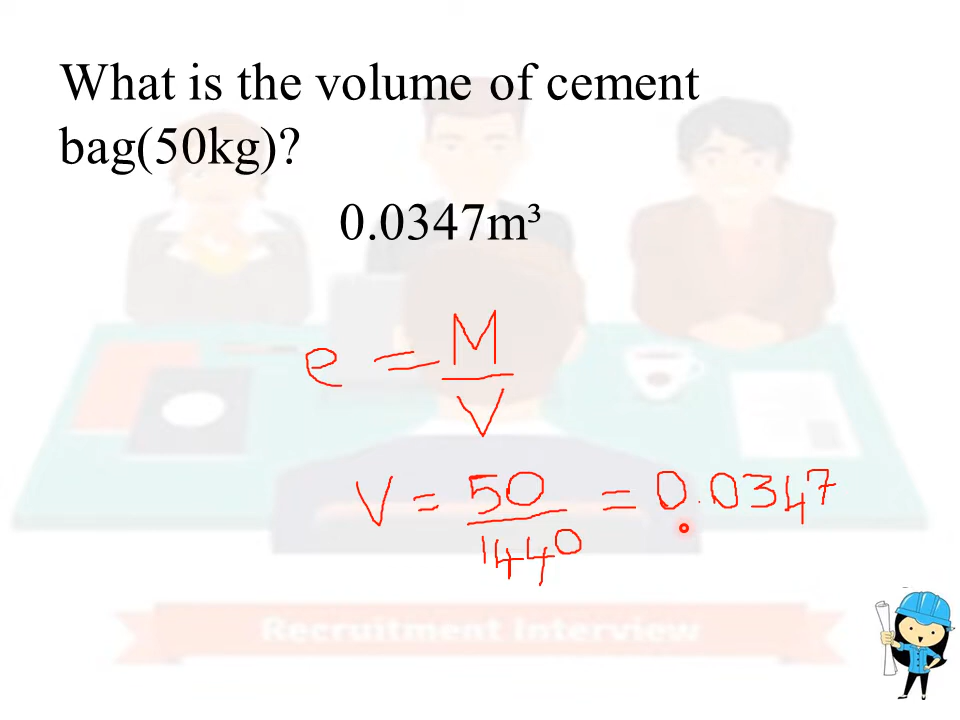 What is the volume of cement
bag(50kg)?
0.0347m³
e = M
V
V = 50 = 0.0347
1440
Recruitment Interview